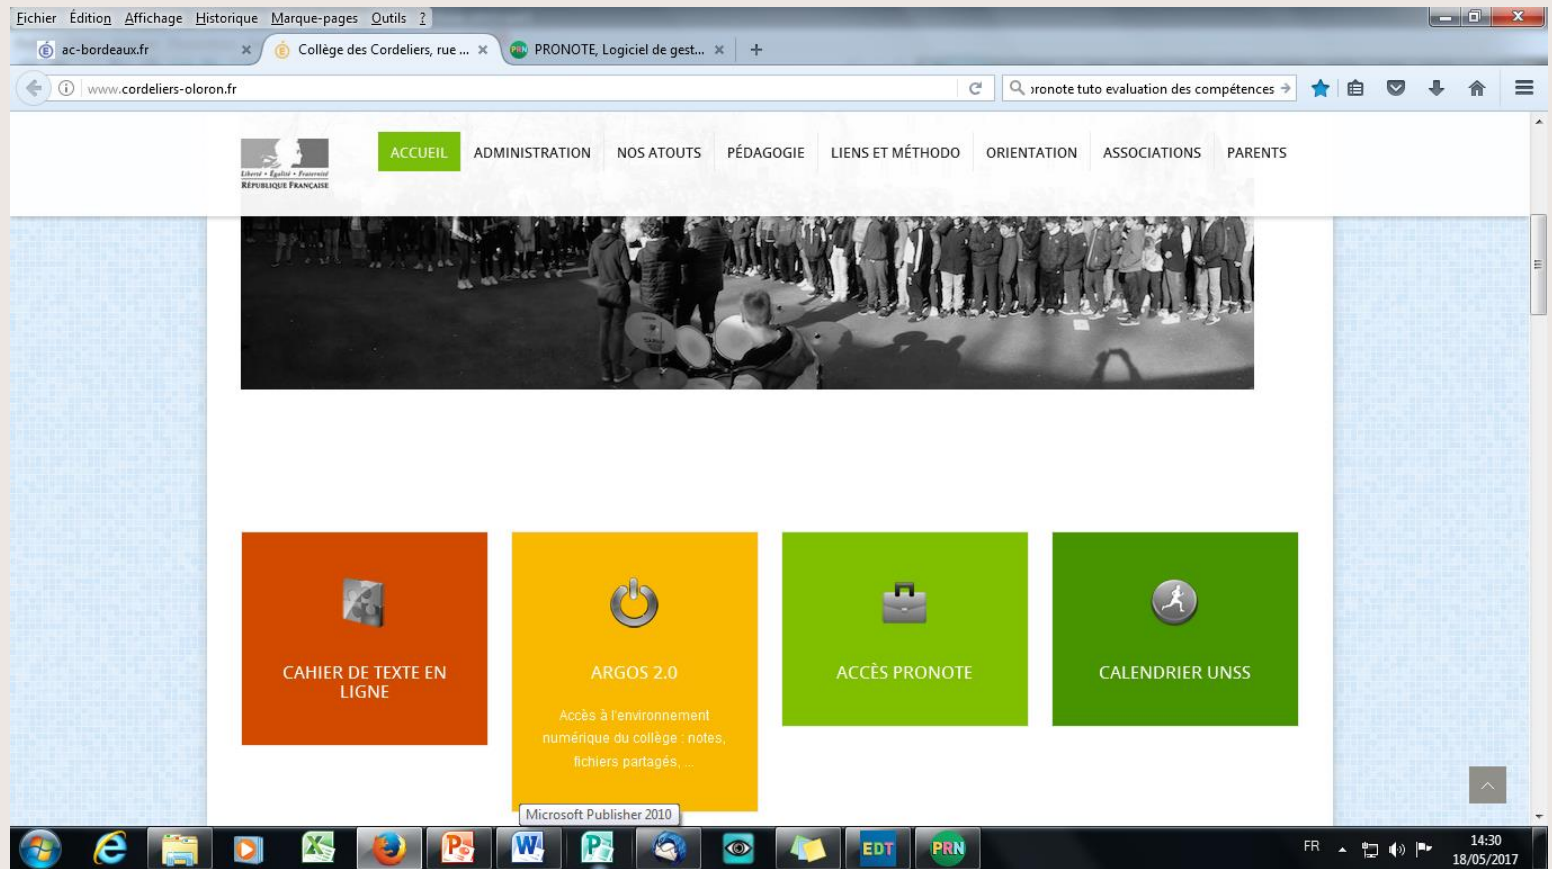 Fichier Édition Affichage Historique Marque-pages Outils ?
ac-bordeaux.fr
Collège des Cordeliers, rue ...
PRONOTE, Logiciel de gest...
www.cordeliers-oloron.fr
pronote tuto evaluation des compétences
Liberté • Égalité • Fraternité
RÉPUBLIQUE FRANÇAISE
ACCUEIL
ADMINISTRATION
NOS ATOUTS
PÉDAGOGIE
LIENS ET MÉTHODO
ORIENTATION
ASSOCIATIONS
PARENTS
CAHIER DE TEXTE EN
LIGNE
ARGOS 2.0
Accès à l'environnement
numérique du collège : notes,
fichiers partagés, ...
ACCÈS PRONOTE
CALENDRIER UNSS
Microsoft Publisher 2010
EDT
PRN
FR
14:30
18/05/2017